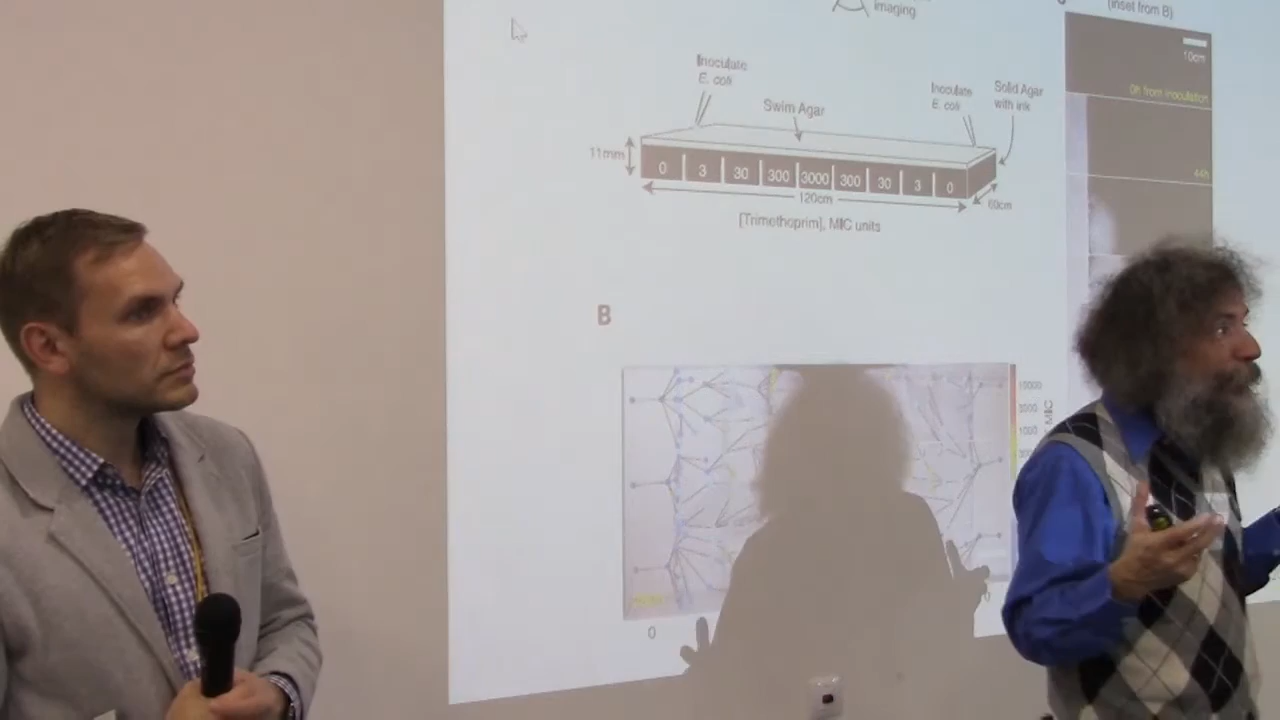 imaging
(inset from B)
10cm
Inoculate
E. coli
Swim Agar
Inoculate
E. coli
Solid Agar
with ink
0h from inoculation
11mm
0 3 30 300 3000 300 30 3 0
44h
120cm
60cm
[Trimethoprim], MIC units
B
10000
3000
1000
MIC
0